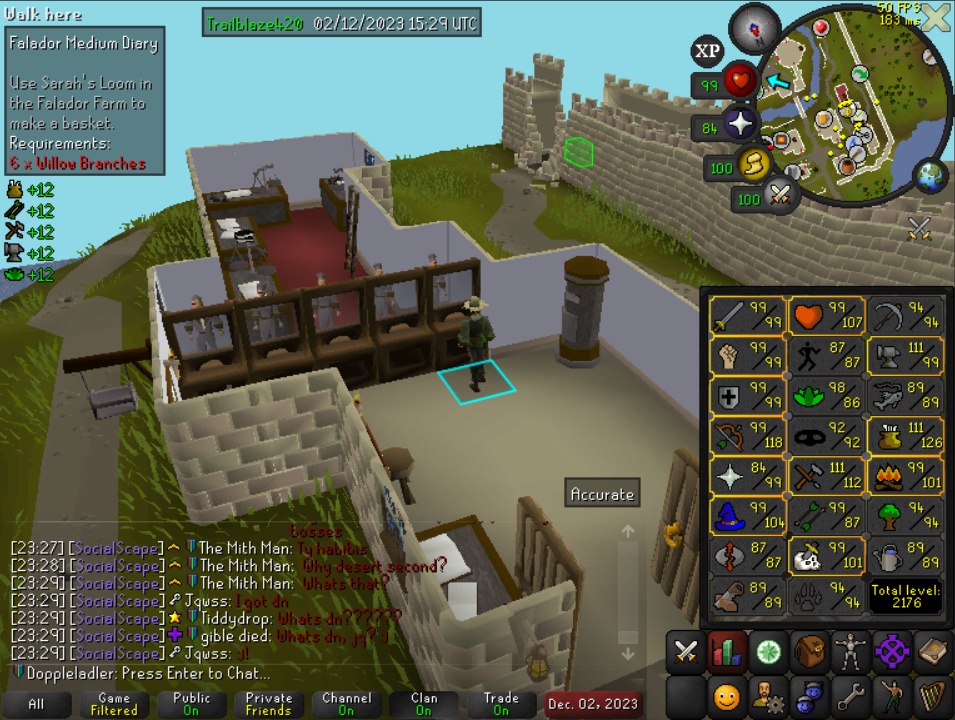 Walk here
Trailblaze420 02/12/2023 15:29 UTC
50 FPS
183 ms
Falador Medium Diary
Use Sarah's Loom in
the Falador Farm to
make a basket.
Requirements:
6 x Willow Branches
+12
+12
+12
+12
+12
XP
99
84
100
100
99/99 99/107 94/94
99/99 87/87 111/99
99/99 98/86 89/89
99/118 92/92 111/126
84/99 111/112 99/101
99/104 99/87 94/94
87/87 99/101 89/89
89/89 94/94 Total level:
2176
Accurate
bosses
[23:27] [SocialScape] The Mith Man: Ty habibis
[23:28] [SocialScape] The Mith Man: Why desert second?
[23:29] [SocialScape] The Mith Man: Whats that?
[23:29] [SocialScape] Jqwss: I got dn
[23:29] [SocialScape] Tiddydrop: Whats dn??????
[23:29] [SocialScape] gible died: Whats dn, jq? :)
[23:29] [SocialScape] Jqwss: :)!
Doppleladler: Press Enter to Chat...
All
Game
Filtered
Public
On
Private
Friends
Channel
On
Clan
On
Trade
On
Dec. 02, 2023